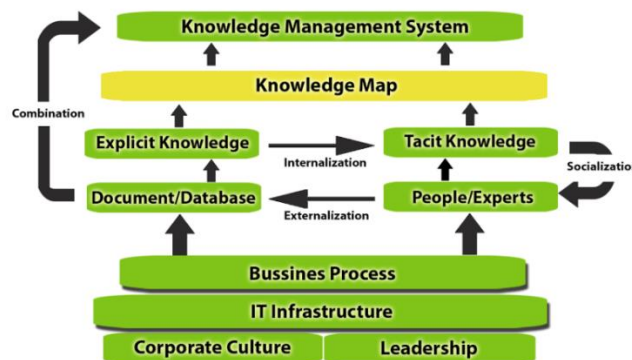 Knowledge Management System
Knowledge Map
Combination
Explicit Knowledge
Internalization
Tacit Knowledge
Socializatio
Document/Database
Externalization
People/Experts
Bussines Process
IT Infrastructure
Corporate Culture
Leadership